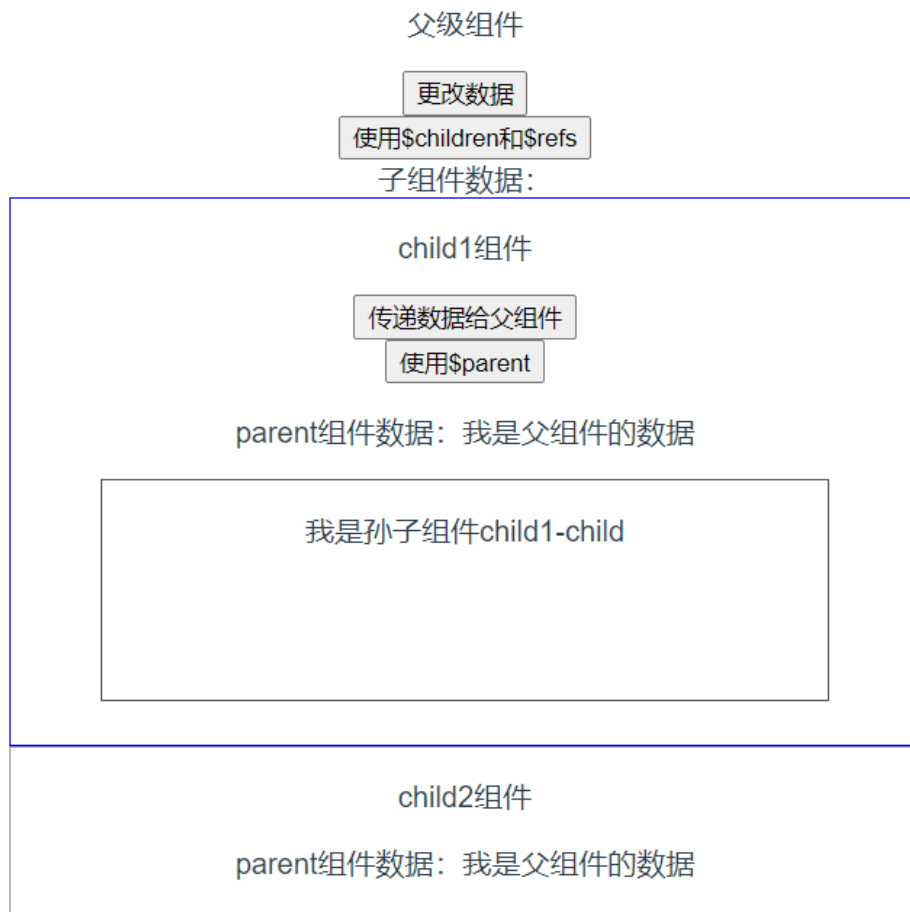 父级组件
更改数据
使用$children和$refs
子组件数据：
child1组件
传递数据给父组件
使用$parent
parent组件数据：我是父组件的数据
我是孙子组件child1-child
child2组件
parent组件数据：我是父组件的数据